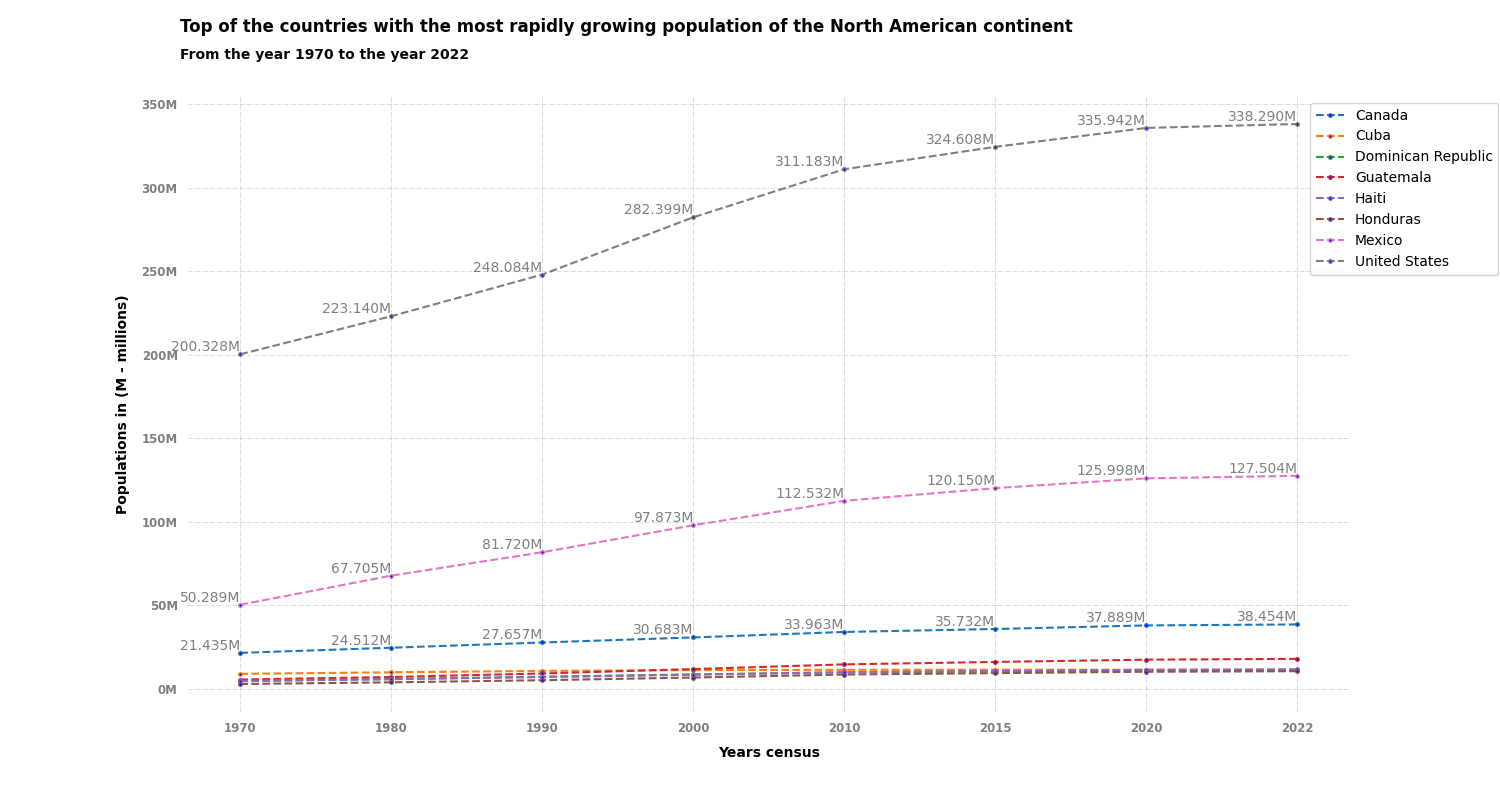 Top of the countries with the most rapidly growing population of the North American continent
From the year 1970 to the year 2022
350M
300M
250M
200M
150M
100M
50M
0M
Populations in (M - millions)
200.328M
223.140M
248.084M
282.399M
311.183M
324.608M
335.942M
338.290M
50.289M
67.705M
81.720M
97.873M
112.532M
120.150M
125.998M
127.504M
21.435M
24.512M
27.657M
30.683M
33.963M
35.732M
37.889M
38.454M
1970
1980
1990
2000
2010
2015
2020
2022
Years census
Canada
Cuba
Dominican Republic
Guatemala
Haiti
Honduras
Mexico
United States